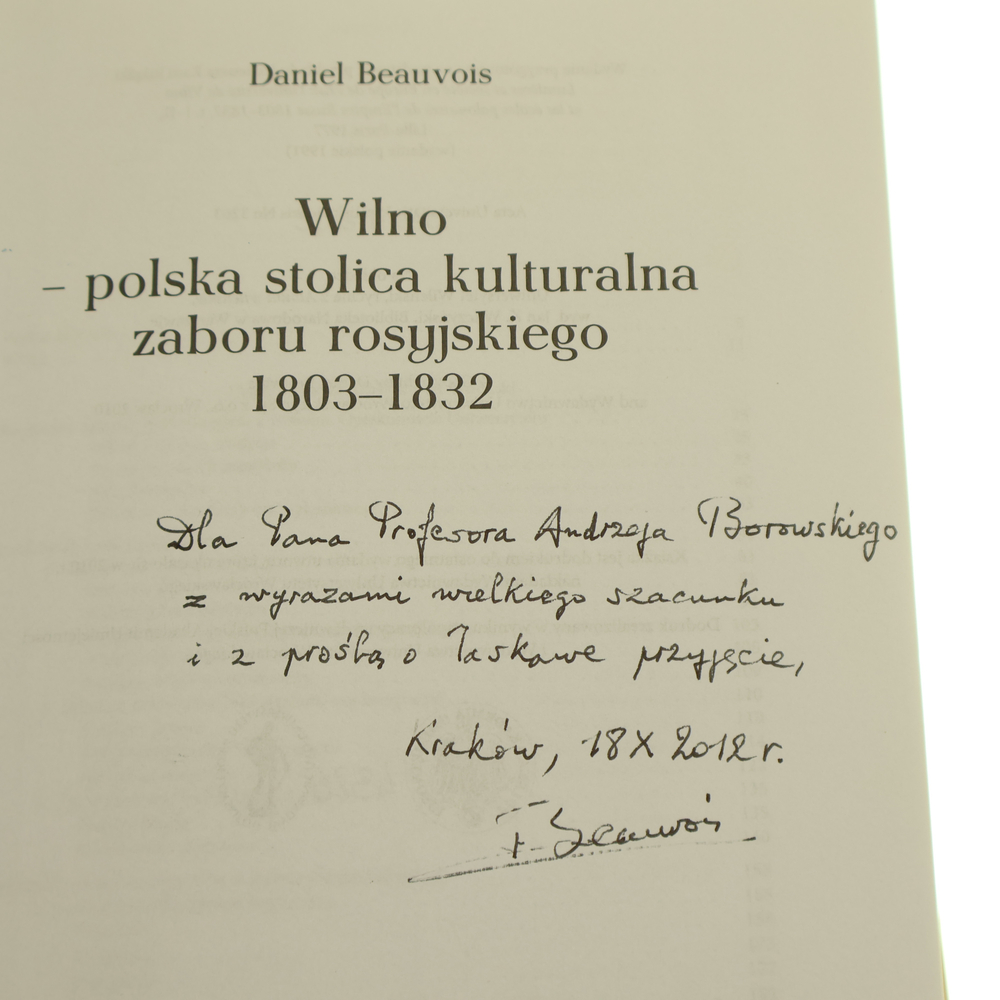 Daniel Beauvois
Wilno
– polska stolica kulturalna
zaboru rosyjskiego
1803–1832
Dla Pana Profesora Andrzeja Borowskiego
z wyrazami wielkiego szacunku
i z prośbą o łaskawe przyjęcie,
Kraków, 18 X 2012 r.
Beauvois